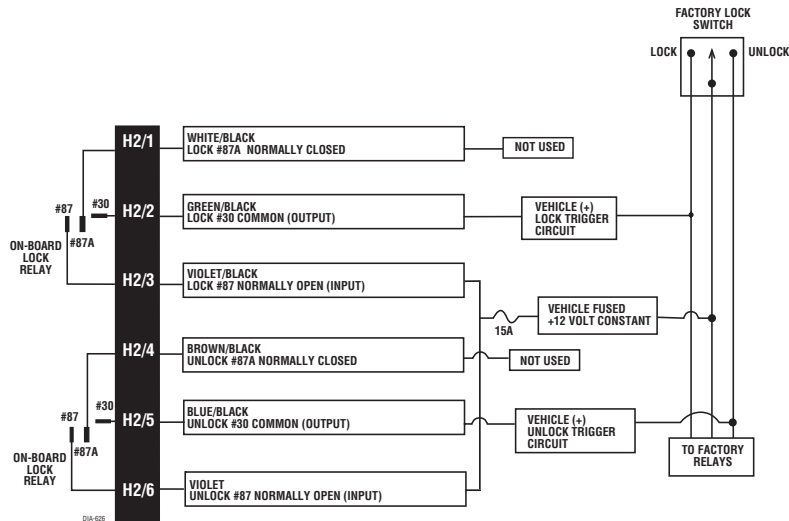 FACTORY LOCK
SWITCH
LOCK
UNLOCK
H2/1
WHITE/BLACK
LOCK #87A NORMALLY CLOSED
NOT USED
#87
#30
#87A
ON-BOARD
LOCK
RELAY
H2/2
GREEN/BLACK
LOCK #30 COMMON (OUTPUT)
VEHICLE (+)
LOCK TRIGGER
CIRCUIT
H2/3
VIOLET/BLACK
LOCK #87 NORMALLY OPEN (INPUT)
15A
VEHICLE FUSED
+12 VOLT CONSTANT
H2/4
BROWN/BLACK
UNLOCK #87A NORMALLY CLOSED
NOT USED
#87
#30
#87A
ON-BOARD
LOCK
RELAY
H2/5
BLUE/BLACK
UNLOCK #30 COMMON (OUTPUT)
VEHICLE (+)
UNLOCK TRIGGER
CIRCUIT
TO FACTORY
RELAYS
H2/6
VIOLET
UNLOCK #87 NORMALLY OPEN (INPUT)
DIA-626